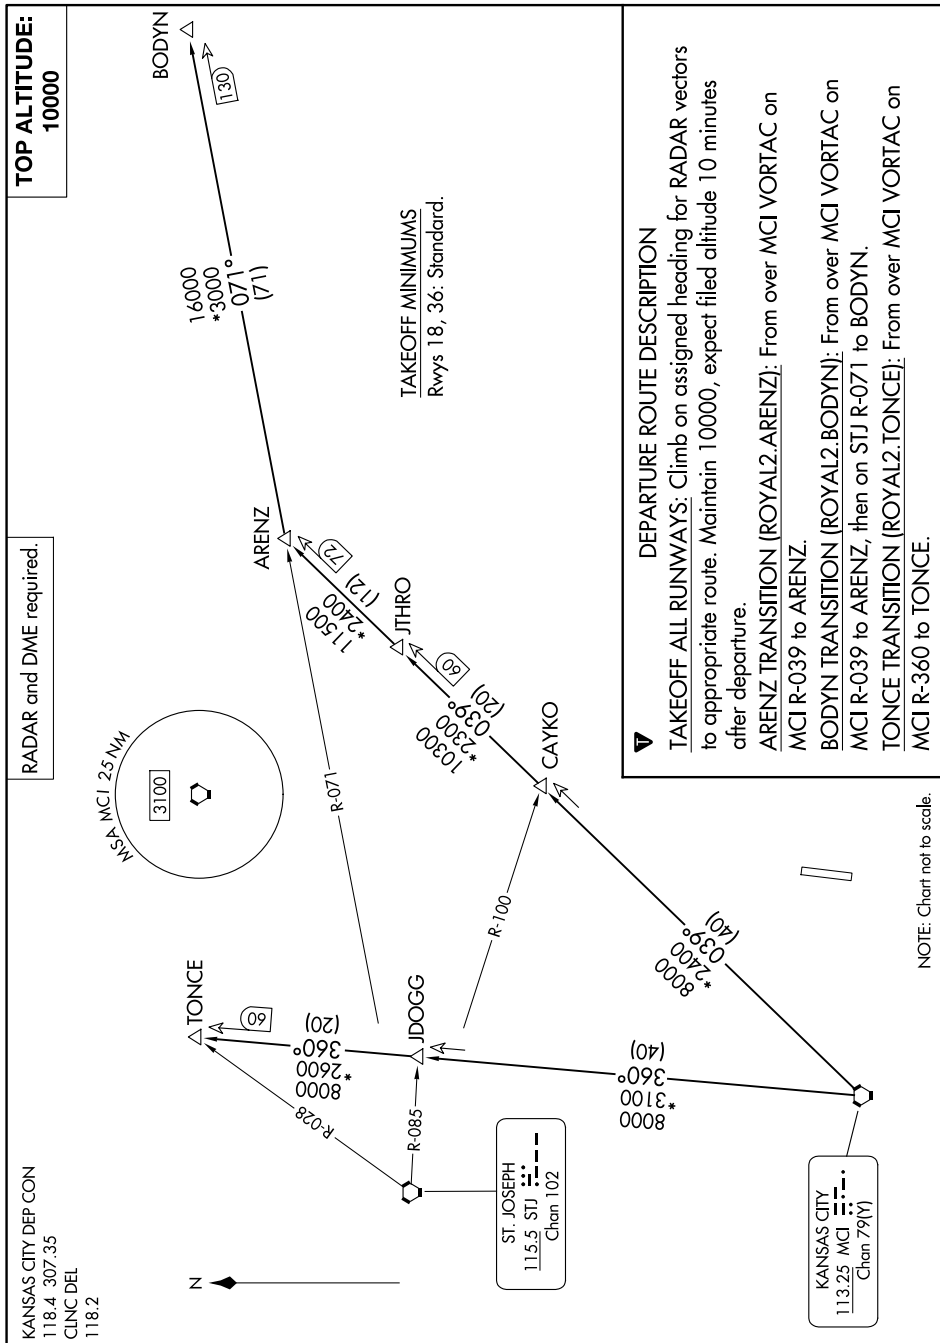 KANSAS CITY DEP CON
118.4 307.35
CLNC DEL
118.2
RADAR and DME required.
TOP ALTITUDE:
10000
MSA MCI 25 NM
3100
N
TONCE
60
8000
*2600
360°
(20)
R-028
JDOGG
R-085
R-071
R-100
8000
*3100
360°
(40)
ST. JOSEPH
115.5 STJ
Chan 102
KANSAS CITY
113.25 MCI
Chan 79(Y)
BODYN
130
16000
*3000
071°
(71)
ARENZ
72
11500
*2400
(12)
JTHRO
60
10300
*2300
039°
(20)
CAYKO
8000
*2400
039°
(40)
TAKEOFF MINIMUMS
Rwys 18, 36: Standard.
NOTE: Chart not to scale.
T
DEPARTURE ROUTE DESCRIPTION
TAKEOFF ALL RUNWAYS: Climb on assigned heading for RADAR vectors
to appropriate route. Maintain 10000, expect filed altitude 10 minutes
after departure.
ARENZ TRANSITION (ROYAL2.ARENZ): From over MCI VORTAC on
MCI R-039 to ARENZ.
BODYN TRANSITION (ROYAL2.BODYN): From over MCI VORTAC on
MCI R-039 to ARENZ, then on STJ R-071 to BODYN.
TONCE TRANSITION (ROYAL2.TONCE): From over MCI VORTAC on
MCI R-360 to TONCE.